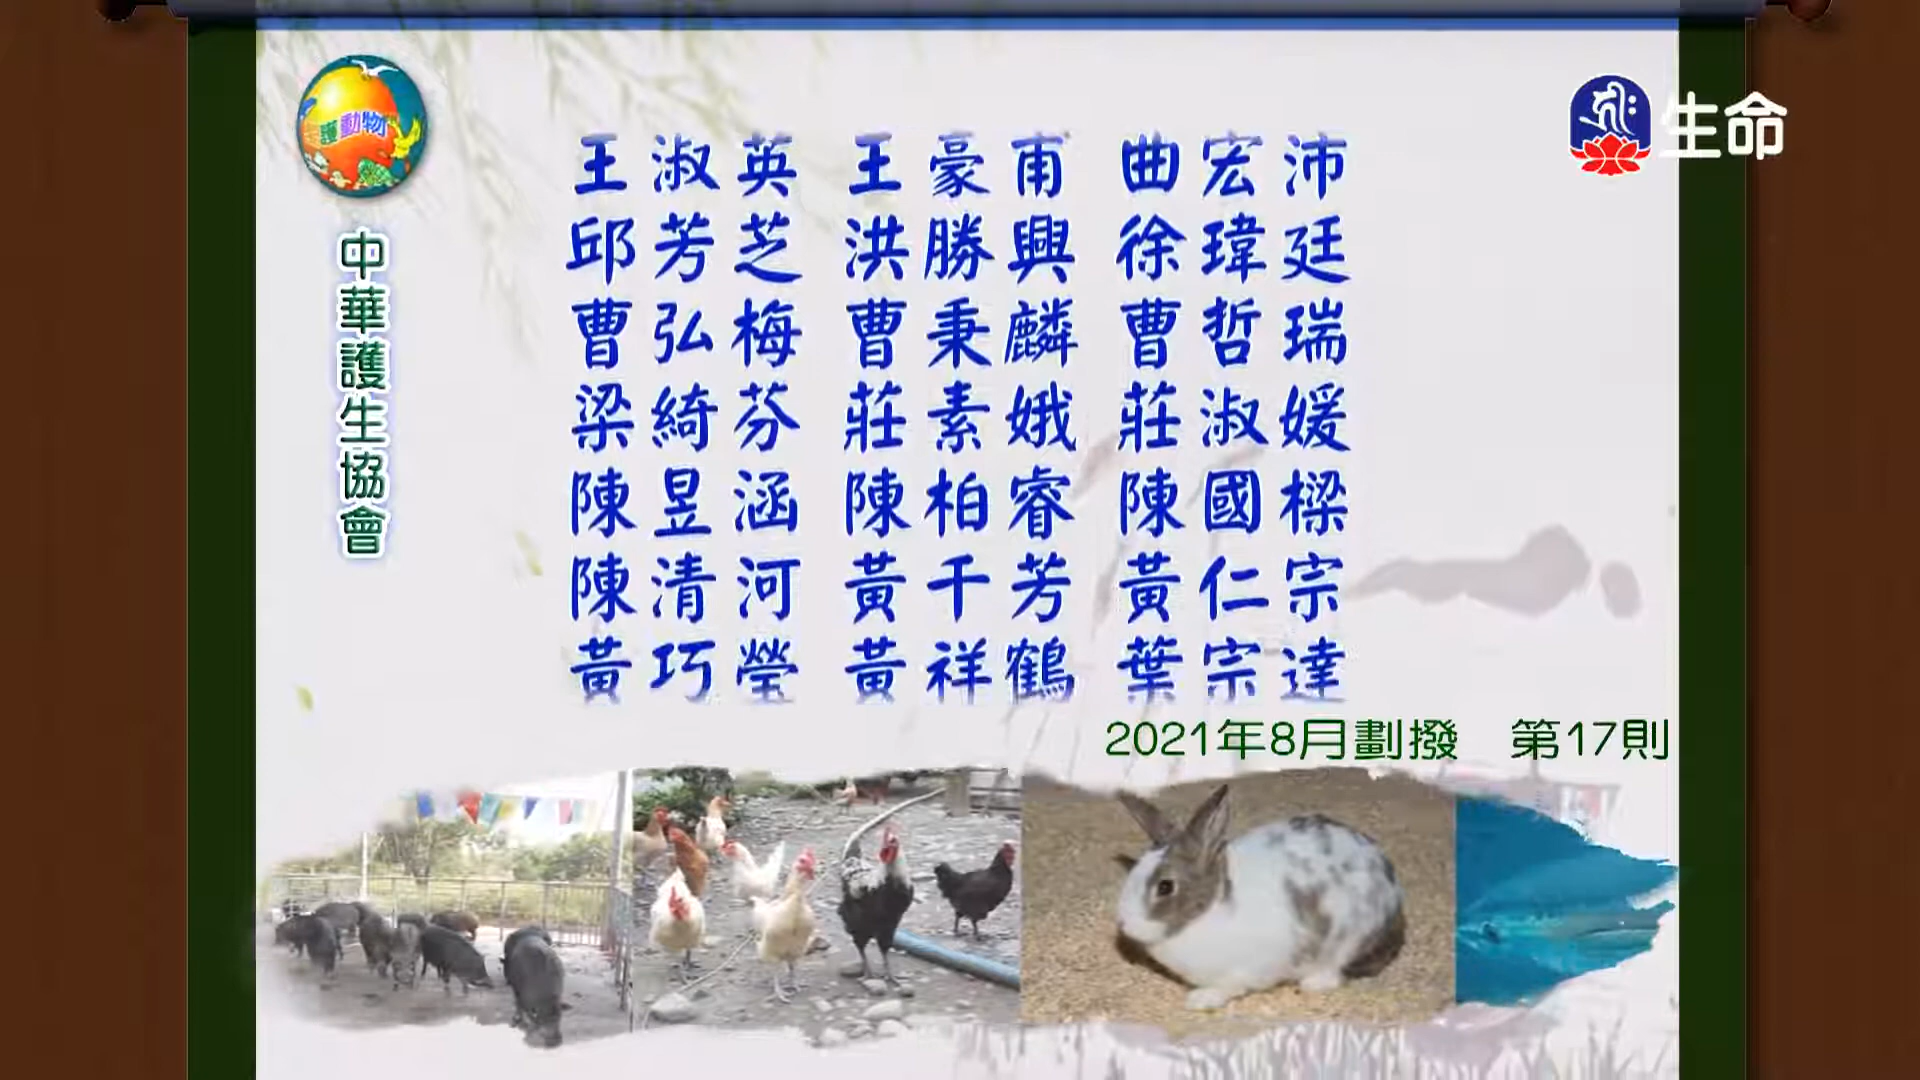 護動物
生命
中華護生協會
王淑英 王豪甫 曲宏沛
邱芳芝 洪勝興 徐瑋廷
曹弘梅 曹秉麟 曹哲瑞
梁綺芬 莊素娥 莊淑媛
陳昱涵 陳柏睿 陳國樑
陳清河 黃千芳 黃仁宗
黃巧瑩 黃祥鶴 葉宗達
2021年8月劃撥 第17則